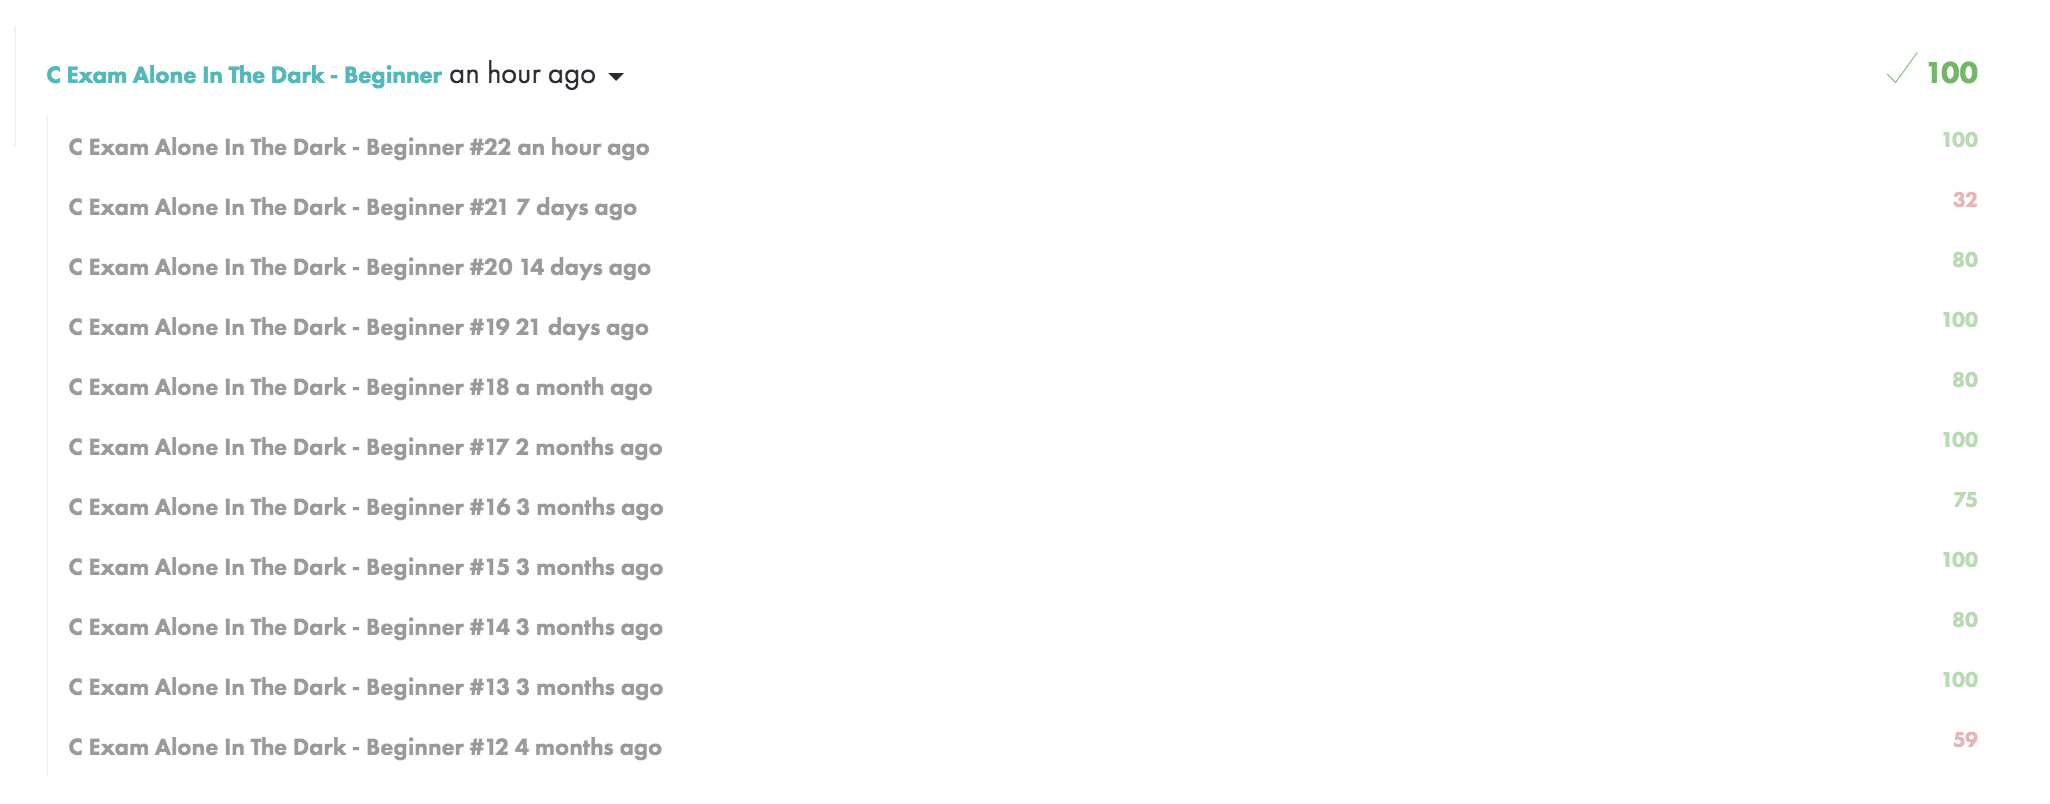 C Exam Alone In The Dark - Beginner an hour ago 100
C Exam Alone In The Dark - Beginner #22 an hour ago 100
C Exam Alone In The Dark - Beginner #21 7 days ago 32
C Exam Alone In The Dark - Beginner #20 14 days ago 80
C Exam Alone In The Dark - Beginner #19 21 days ago 100
C Exam Alone In The Dark - Beginner #18 a month ago 80
C Exam Alone In The Dark - Beginner #17 2 months ago 100
C Exam Alone In The Dark - Beginner #16 3 months ago 75
C Exam Alone In The Dark - Beginner #15 3 months ago 100
C Exam Alone In The Dark - Beginner #14 3 months ago 80
C Exam Alone In The Dark - Beginner #13 3 months ago 100
C Exam Alone In The Dark - Beginner #12 4 months ago 59